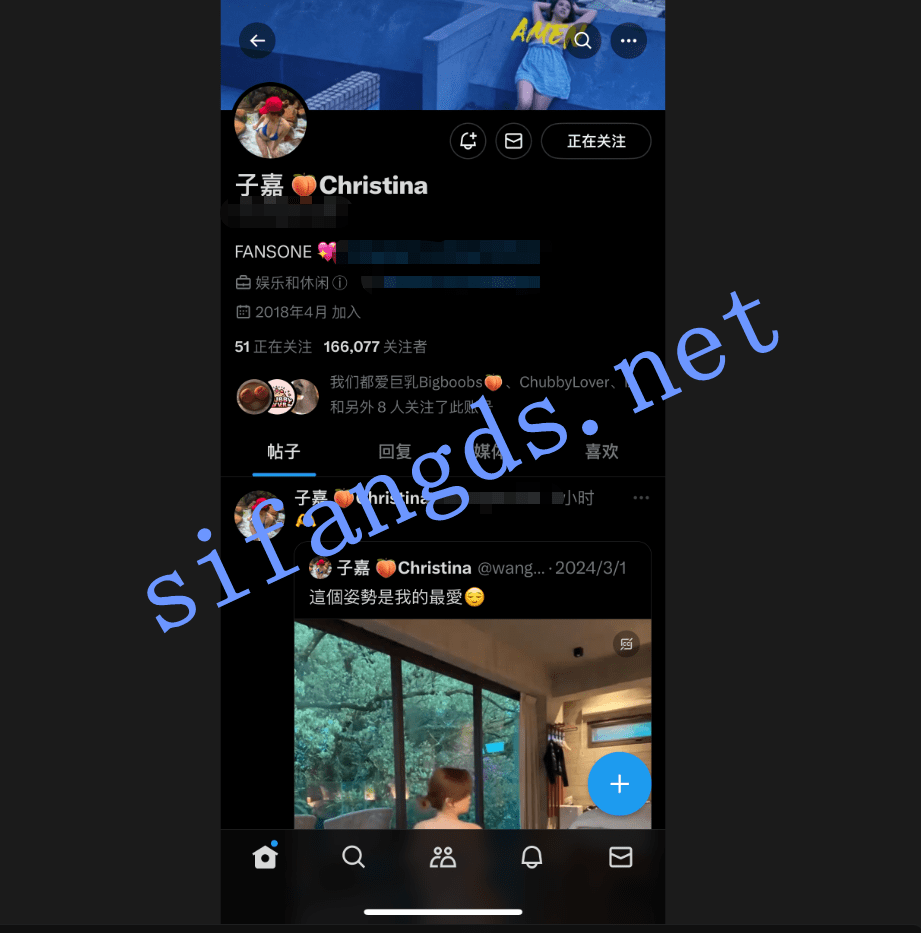 AMEN
正在关注
子嘉 🍑Christina
FANSONE 💖
娱乐和休闲
2018年4月 加入
51 正在关注 166,077 关注者
我们都爱巨乳Bigboobs🍑、ChubbyLover、
和另外 8 人关注了此账号
帖子 回复 媒体 喜欢
子嘉 🍑Christina 小时
子嘉 🍑Christina @wang... · 2024/3/1
這個姿勢是我的最愛😌
sifangds.net